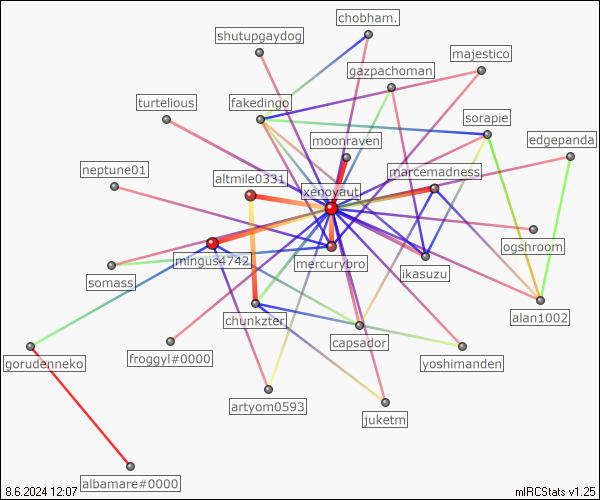 chobham.
shutupgaydog
majestico
gazpachoman
turtelious
fakedingo
sorapie
moonraven
edgepanda
neptune01
altmile0331
marcemadness
xenoyaut
ogshroom
mingus4742
mercurybro
ikasuzu
somass
alan1002
chunkzter
capsador
froggyl#0000
yoshimanden
gorudenneko
artyom0593
juketm
albamare#0000
8.6.2024 12:07
mIRCStats v1.25